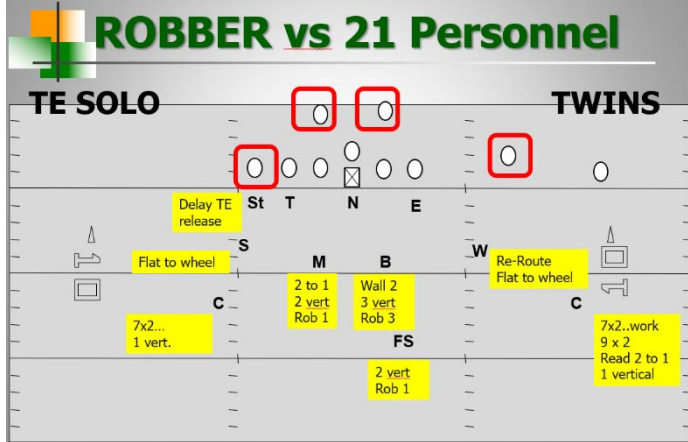 ROBBER vs 21 Personnel
TE SOLO
TWINS
Delay TE
release
St T N E
S
Flat to wheel
M B
W
Re-Route
Flat to wheel
2 to 1
2 vert
Rob 1
Wall 2
3 vert
Rob 3
C
C
7x2...
1 vert.
FS
7x2..work
9 x 2
Read 2 to 1
1 vertical
2 vert
Rob 1
10
10